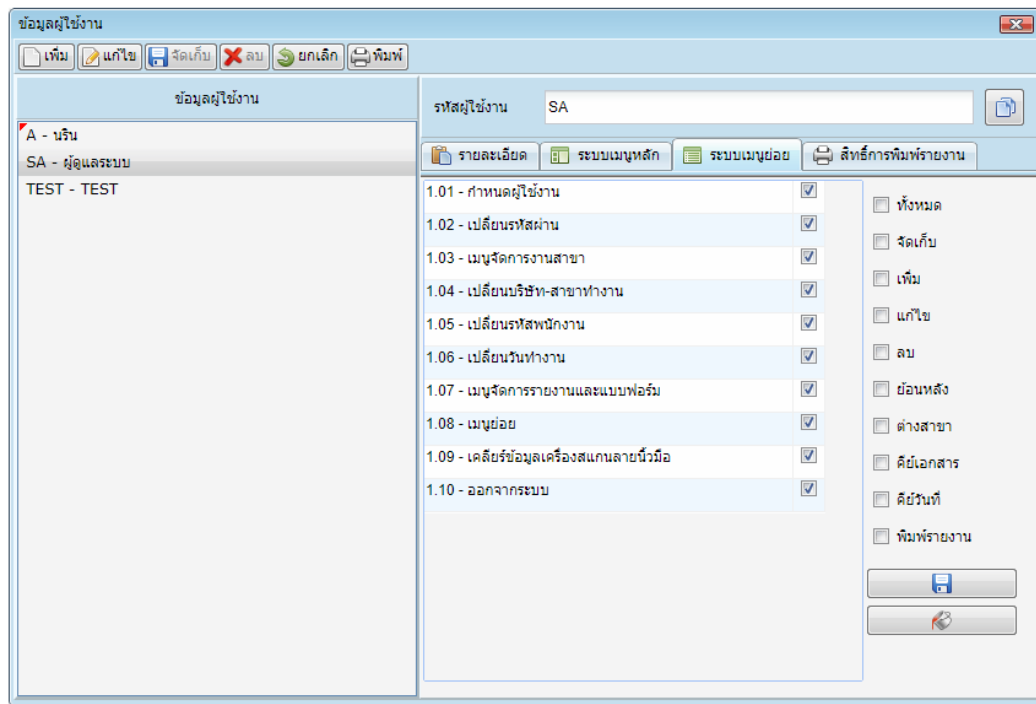 ข้อมูลผู้ใช้งาน
เพิ่ม แก้ไข จัดเก็บ ลบ ยกเลิก พิมพ์
ข้อมูลผู้ใช้งาน
A - นริน
SA - ผู้ดูแลระบบ
TEST - TEST
รหัสผู้ใช้งาน SA
รายละเอียด ระบบเมนูหลัก ระบบเมนูย่อย สิทธิ์การพิมพ์รายงาน
1.01 - กำหนดผู้ใช้งาน
1.02 - เปลี่ยนรหัสผ่าน
1.03 - เมนูจัดการงานสาขา
1.04 - เปลี่ยนบริษัท-สาขาทำงาน
1.05 - เปลี่ยนรหัสพนักงาน
1.06 - เปลี่ยนวันทำงาน
1.07 - เมนูจัดการรายงานและแบบฟอร์ม
1.08 - เมนูย่อย
1.09 - เคลียร์ข้อมูลเครื่องสแกนลายนิ้วมือ
1.10 - ออกจากระบบ
ทั้งหมด
จัดเก็บ
เพิ่ม
แก้ไข
ลบ
ย้อนหลัง
ต่างสาขา
คีย์เอกสาร
คีย์วันที่
พิมพ์รายงาน